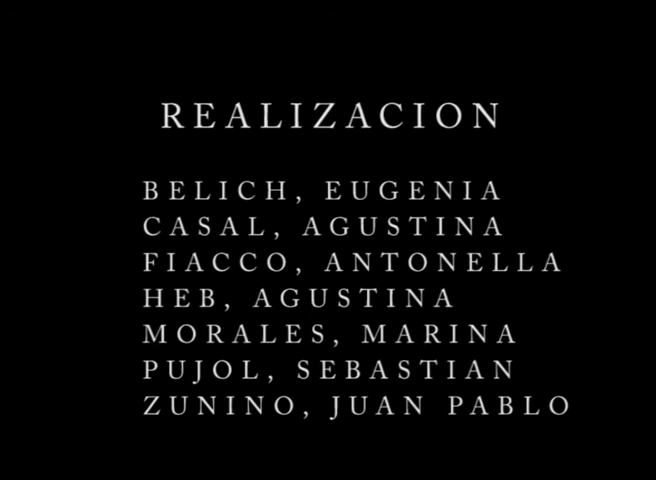 REALIZACION
BELICH, EUGENIA
CASAL, AGUSTINA
FIACCO, ANTONELLA
HEB, AGUSTINA
MORALES, MARINA
PUJOL, SEBASTIAN
ZUNINO, JUAN PABLO